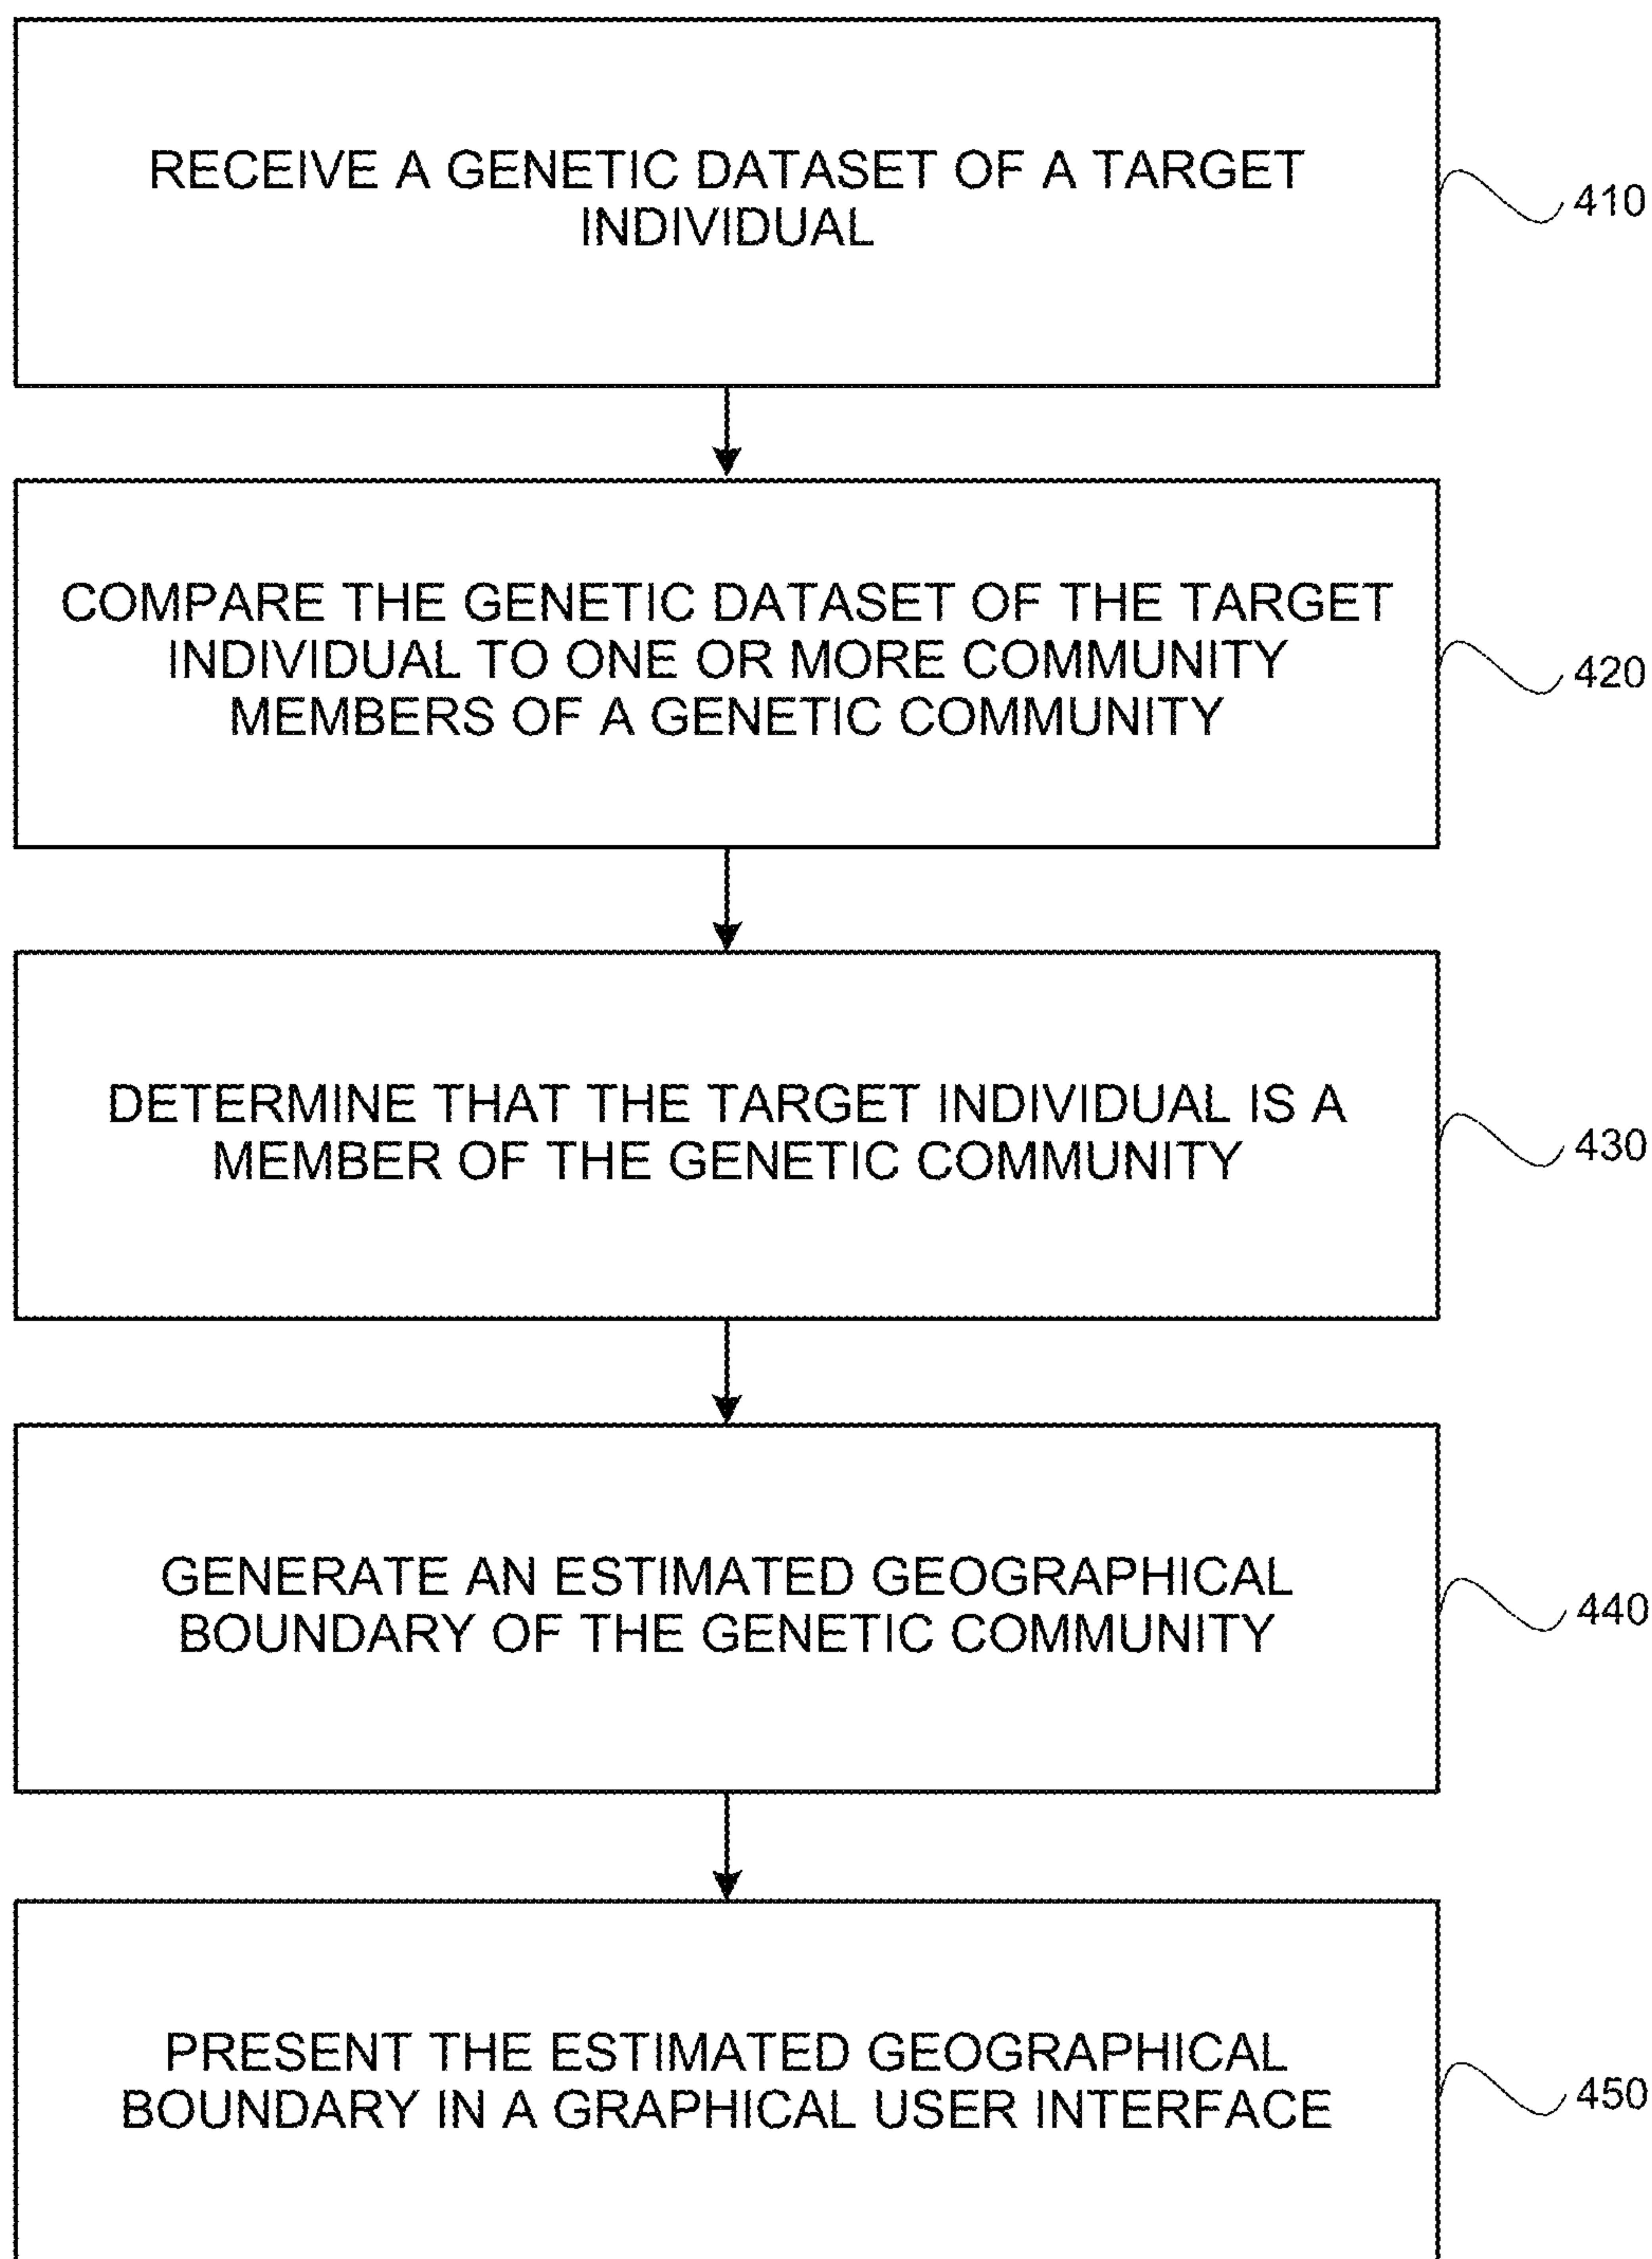 RECEIVE A GENETIC DATASET OF A TARGET
INDIVIDUAL
410
COMPARE THE GENETIC DATASET OF THE TARGET
INDIVIDUAL TO ONE OR MORE COMMUNITY
MEMBERS OF A GENETIC COMMUNITY
420
DETERMINE THAT THE TARGET INDIVIDUAL IS A
MEMBER OF THE GENETIC COMMUNITY
430
GENERATE AN ESTIMATED GEOGRAPHICAL
BOUNDARY OF THE GENETIC COMMUNITY
440
PRESENT THE ESTIMATED GEOGRAPHICAL
BOUNDARY IN A GRAPHICAL USER INTERFACE
450